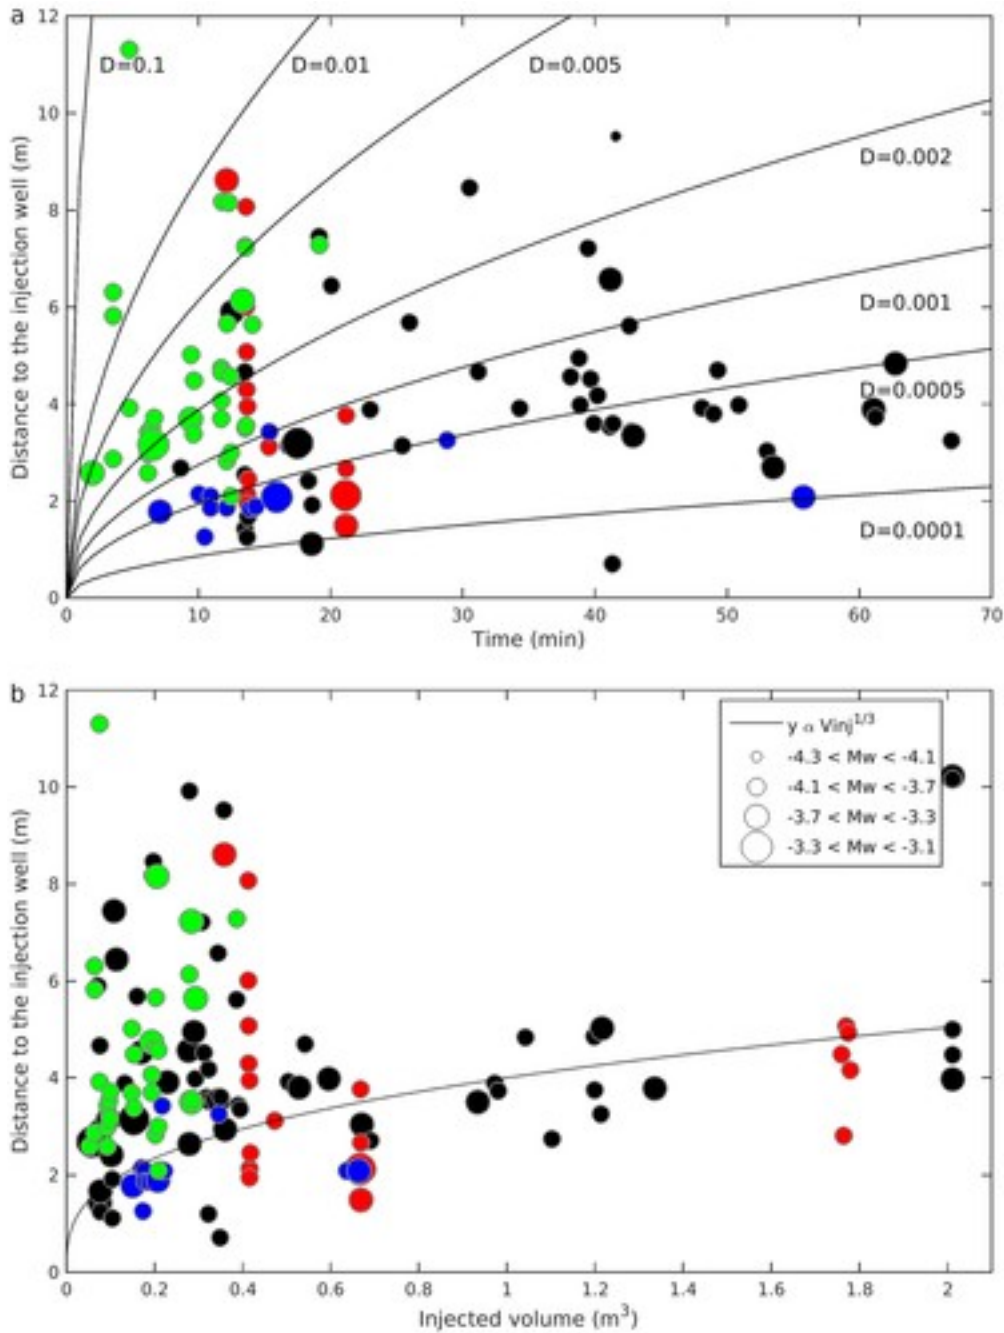 a
12
10
8
6
4
2
0
Distance to the injection well (m)
D=0.1
D=0.01
D=0.005
D=0.002
D=0.001
D=0.0005
D=0.0001
0 10 20 30 40 50 60 70
Time (min)
b
12
10
8
6
4
2
0
Distance to the injection well (m)
y α Vinj^1/3
-4.3 < Mw < -4.1
-4.1 < Mw < -3.7
-3.7 < Mw < -3.3
-3.3 < Mw < -3.1
0 0.2 0.4 0.6 0.8 1 1.2 1.4 1.6 1.8 2
Injected volume (m³)